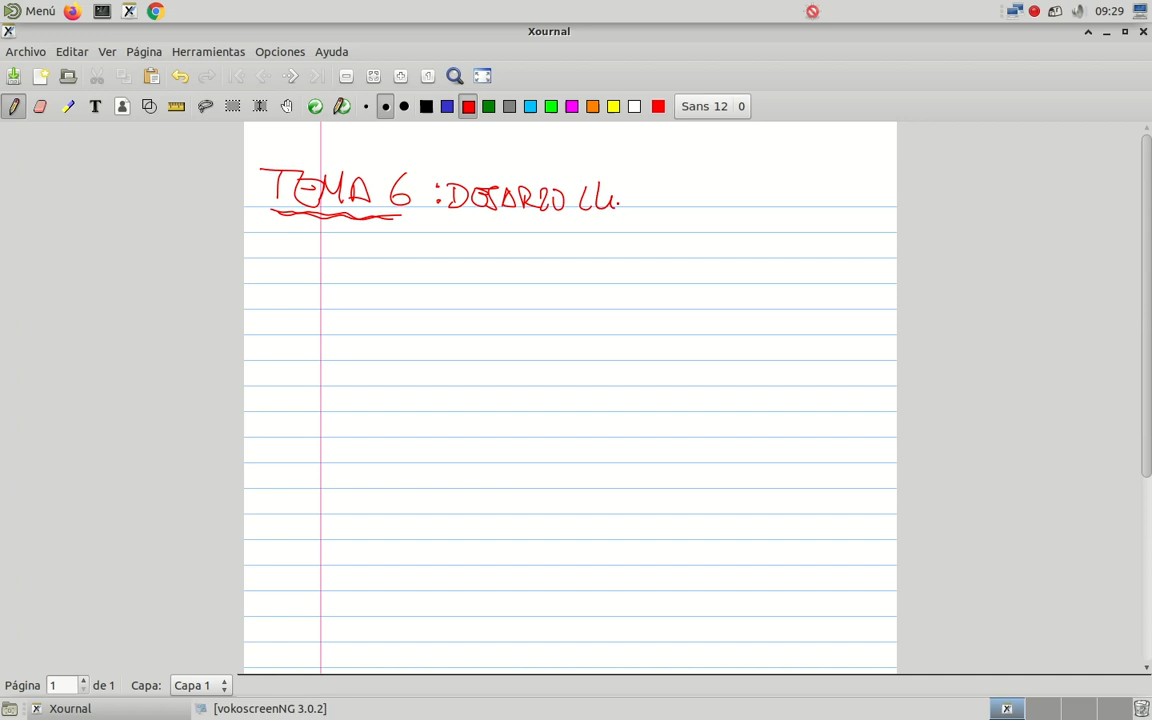 Menú
09:29
Xournal
Archivo Editar Ver Página Herramientas Opciones Ayuda
Sans 12 0
TEMA 6 :
Página 1 de 1 Capa: Capa 1
Xournal [vokoscreenNG 3.0.2]